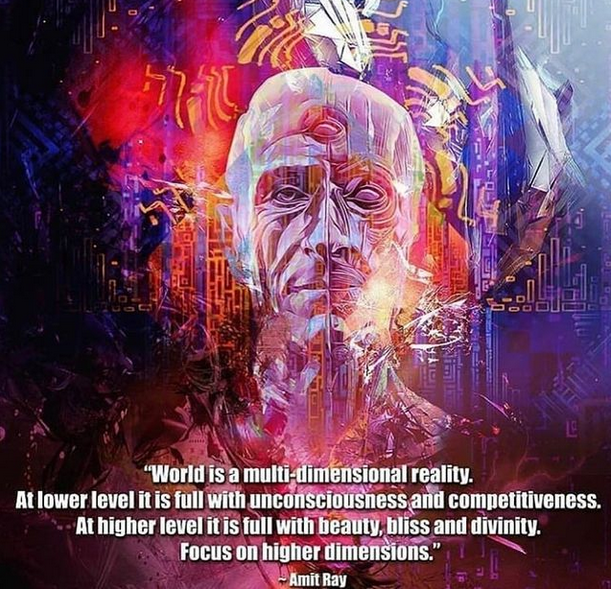 “World is a multi-dimensional reality.
At lower level it is full with unconsciousness and competitiveness.
At higher level it is full with beauty, bliss and divinity.
Focus on higher dimensions.”
~ Amit Ray